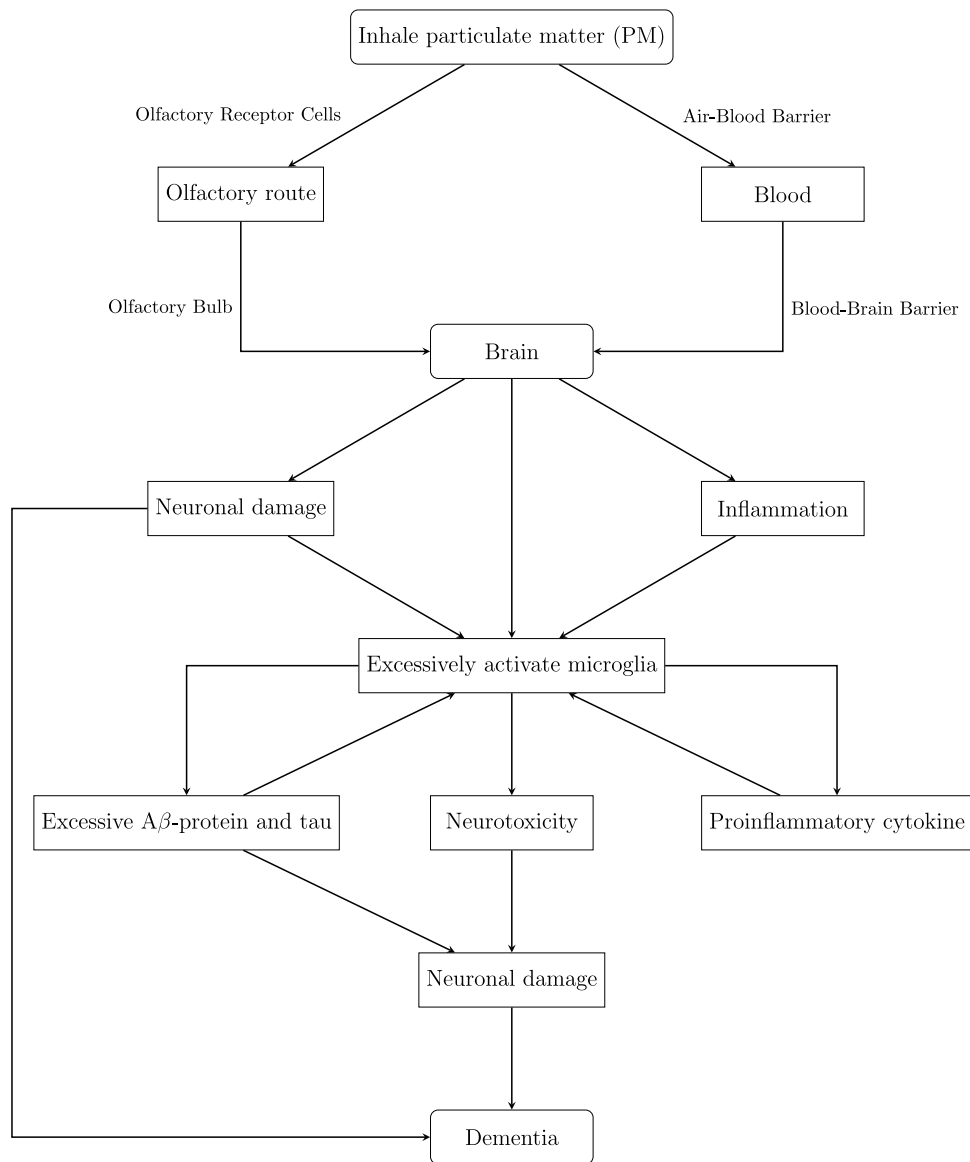 Inhale particulate matter (PM)
Olfactory Receptor Cells
Air-Blood Barrier
Olfactory route
Blood
Olfactory Bulb
Blood-Brain Barrier
Brain
Neuronal damage
Inflammation
Excessively activate microglia
Excessive Aβ-protein and tau
Neurotoxicity
Proinflammatory cytokine
Neuronal damage
Dementia